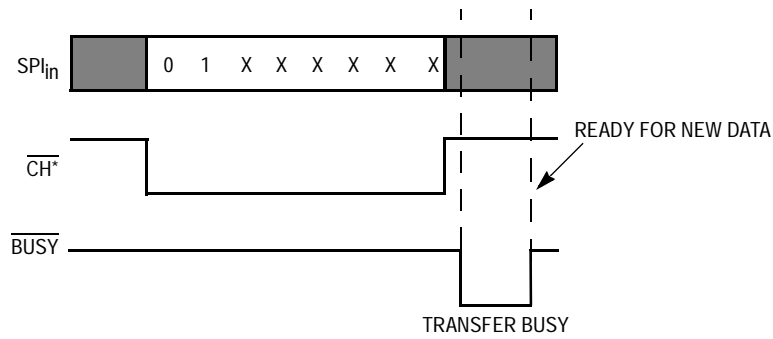 SPIin 0 1 X X X X X X
CH*
READY FOR NEW DATA
BUSY
TRANSFER BUSY